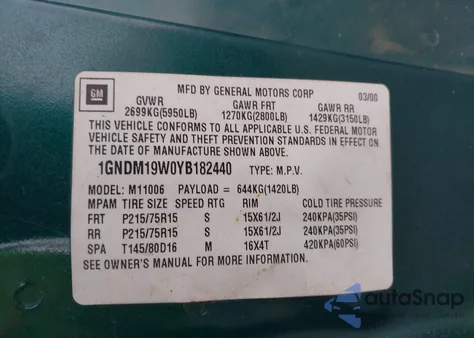 GM
MFD BY GENERAL MOTORS CORP 03/00
GVWR GAWR FRT GAWR RR
2699KG(5950LB) 1270KG(2800LB) 1429KG(3150LB)
THIS VEHICLE CONFORMS TO ALL APPLICABLE U.S. FEDERAL MOTOR
VEHICLE SAFETY AND THEFT PREVENTION STANDARDS IN EFFECT ON
THE DATE OF MANUFACTURE SHOWN ABOVE.
1GNDM19W0YB182440 TYPE: M.P.V.
MODEL: M11006 PAYLOAD = 644KG(1420LB)
MPAM TIRE SIZE SPEED RTG RIM COLD TIRE PRESSURE
FRT P215/75R15 S 15X61/2J 240KPA(35PSI)
RR P215/75R15 S 15X61/2J 240KPA(35PSI)
SPA T145/80D16 M 16X4T 420KPA(60PSI)
SEE OWNER'S MANUAL FOR MORE INFORMATION
autaSnap